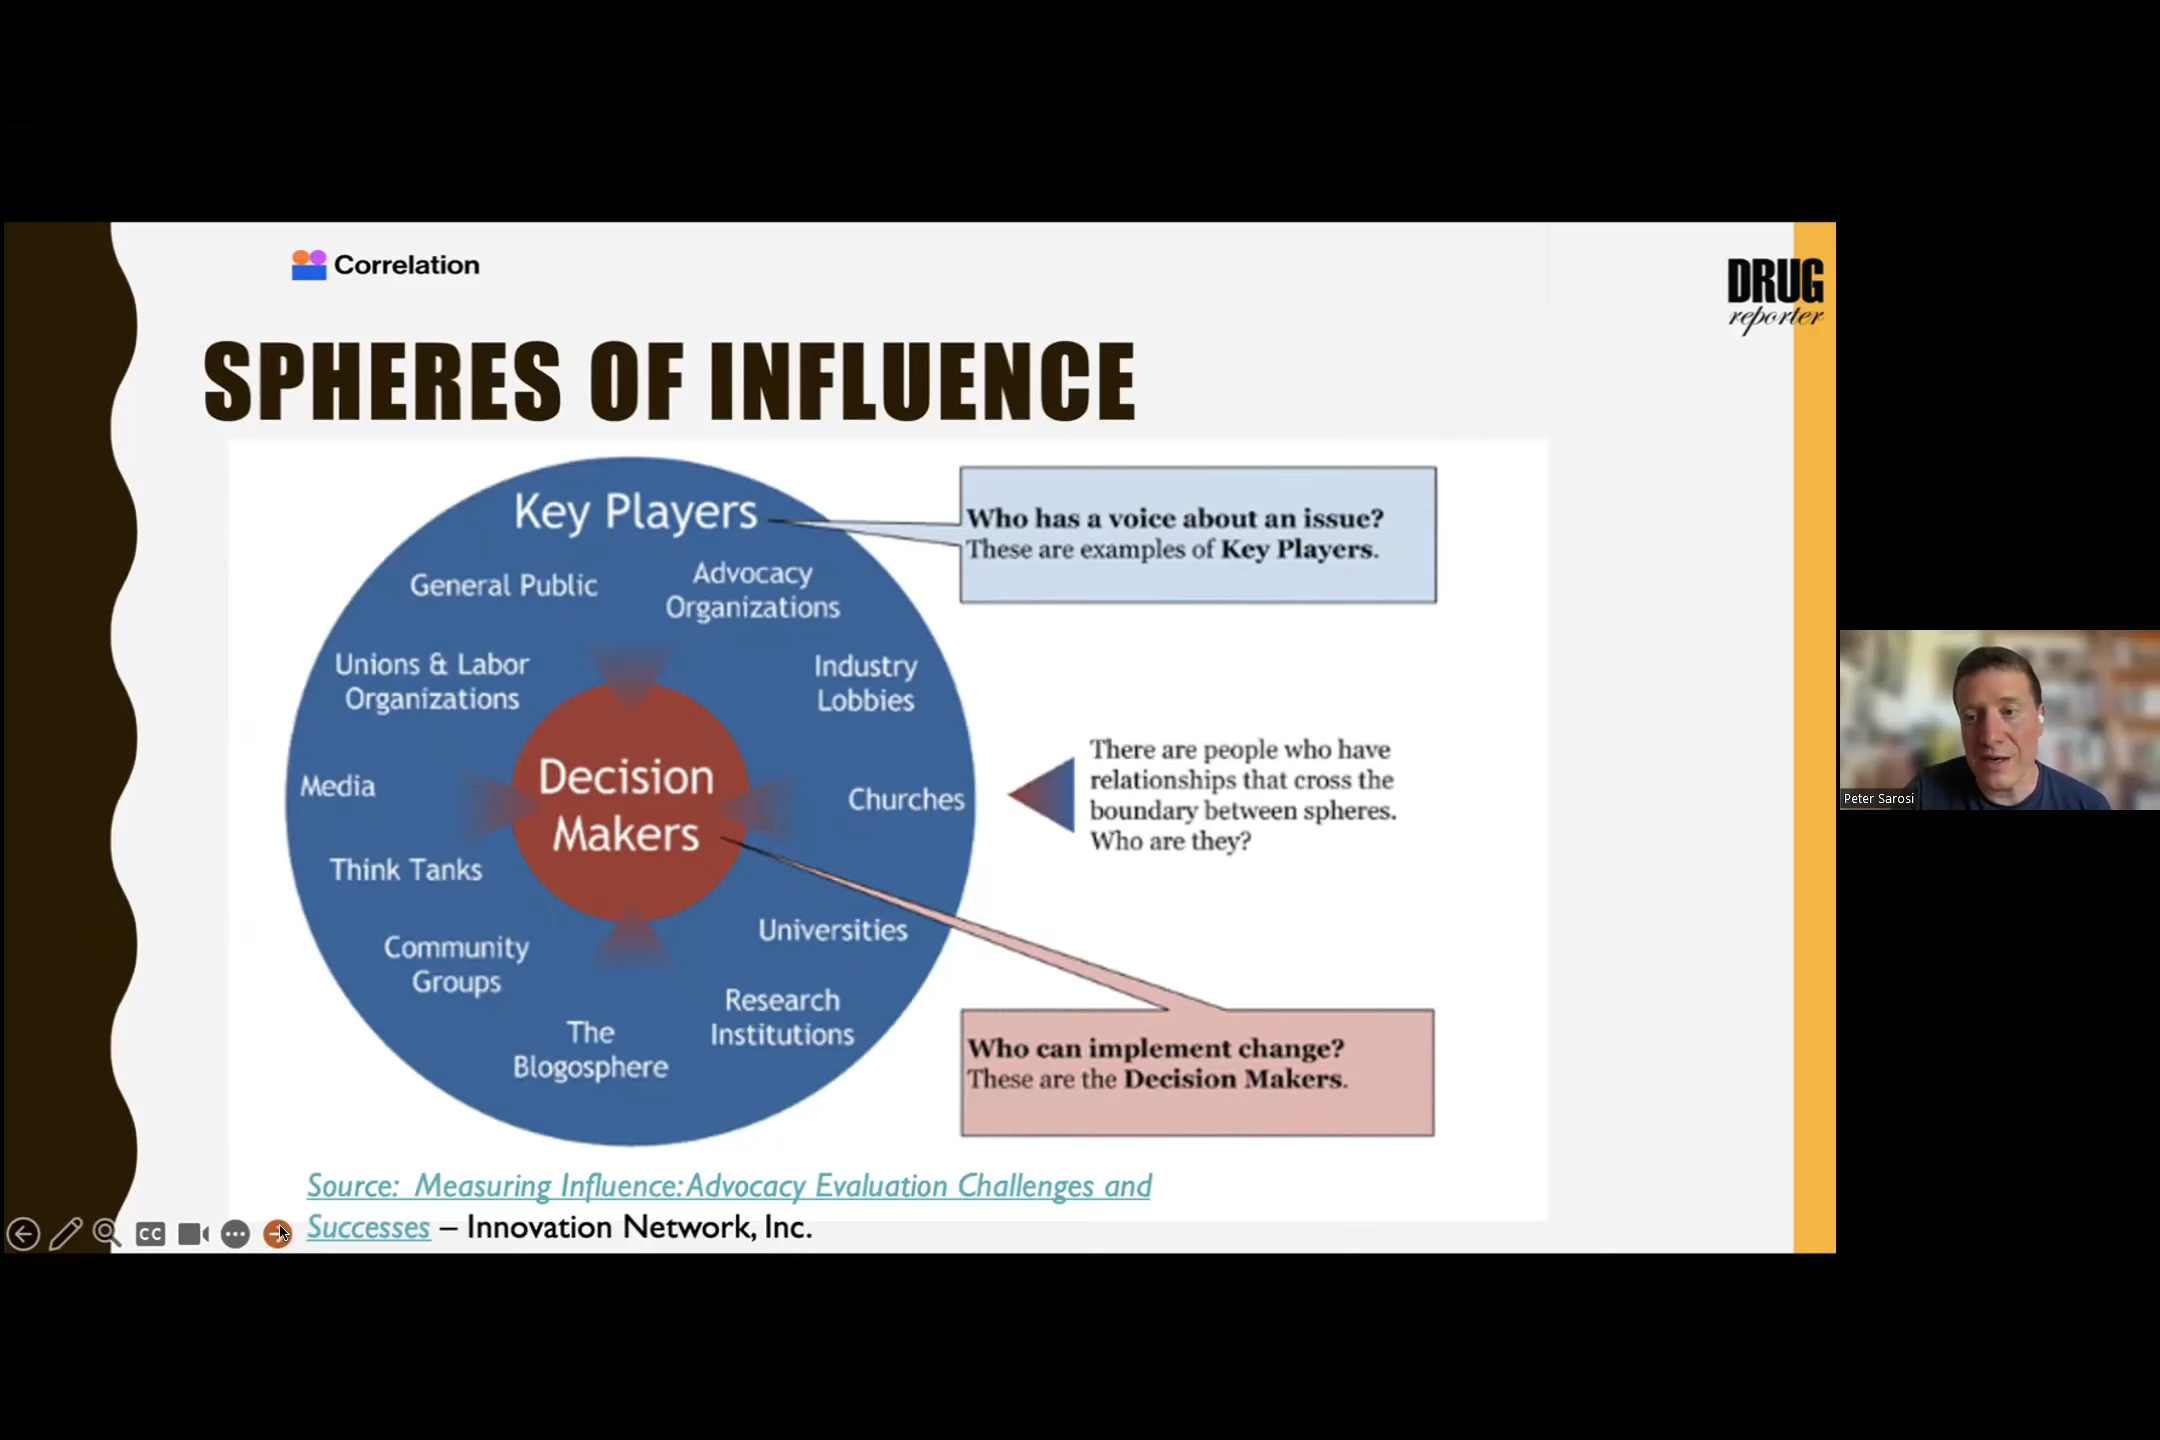 Correlation
DRUG
reporter
SPHERES OF INFLUENCE
Key Players
General Public
Advocacy
Organizations
Unions & Labor
Organizations
Industry
Lobbies
Media
Decision
Makers
Churches
Think Tanks
Universities
Community
Groups
Research
Institutions
The
Blogosphere
Who has a voice about an issue?
These are examples of Key Players.
There are people who have
relationships that cross the
boundary between spheres.
Who are they?
Who can implement change?
These are the Decision Makers.
Source: Measuring Influence: Advocacy Evaluation Challenges and
Successes – Innovation Network, Inc.
CC
Peter Sarosi